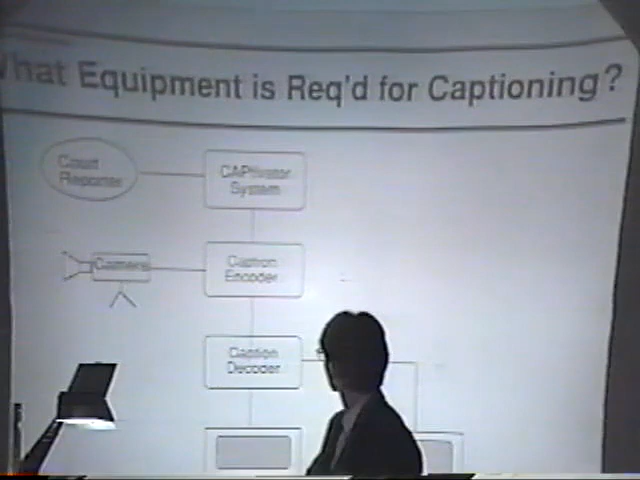 What Equipment is Req'd for Captioning?
Court
Reporter
CAPtivator
System
Camera
Caption
Encoder
Caption
Decoder